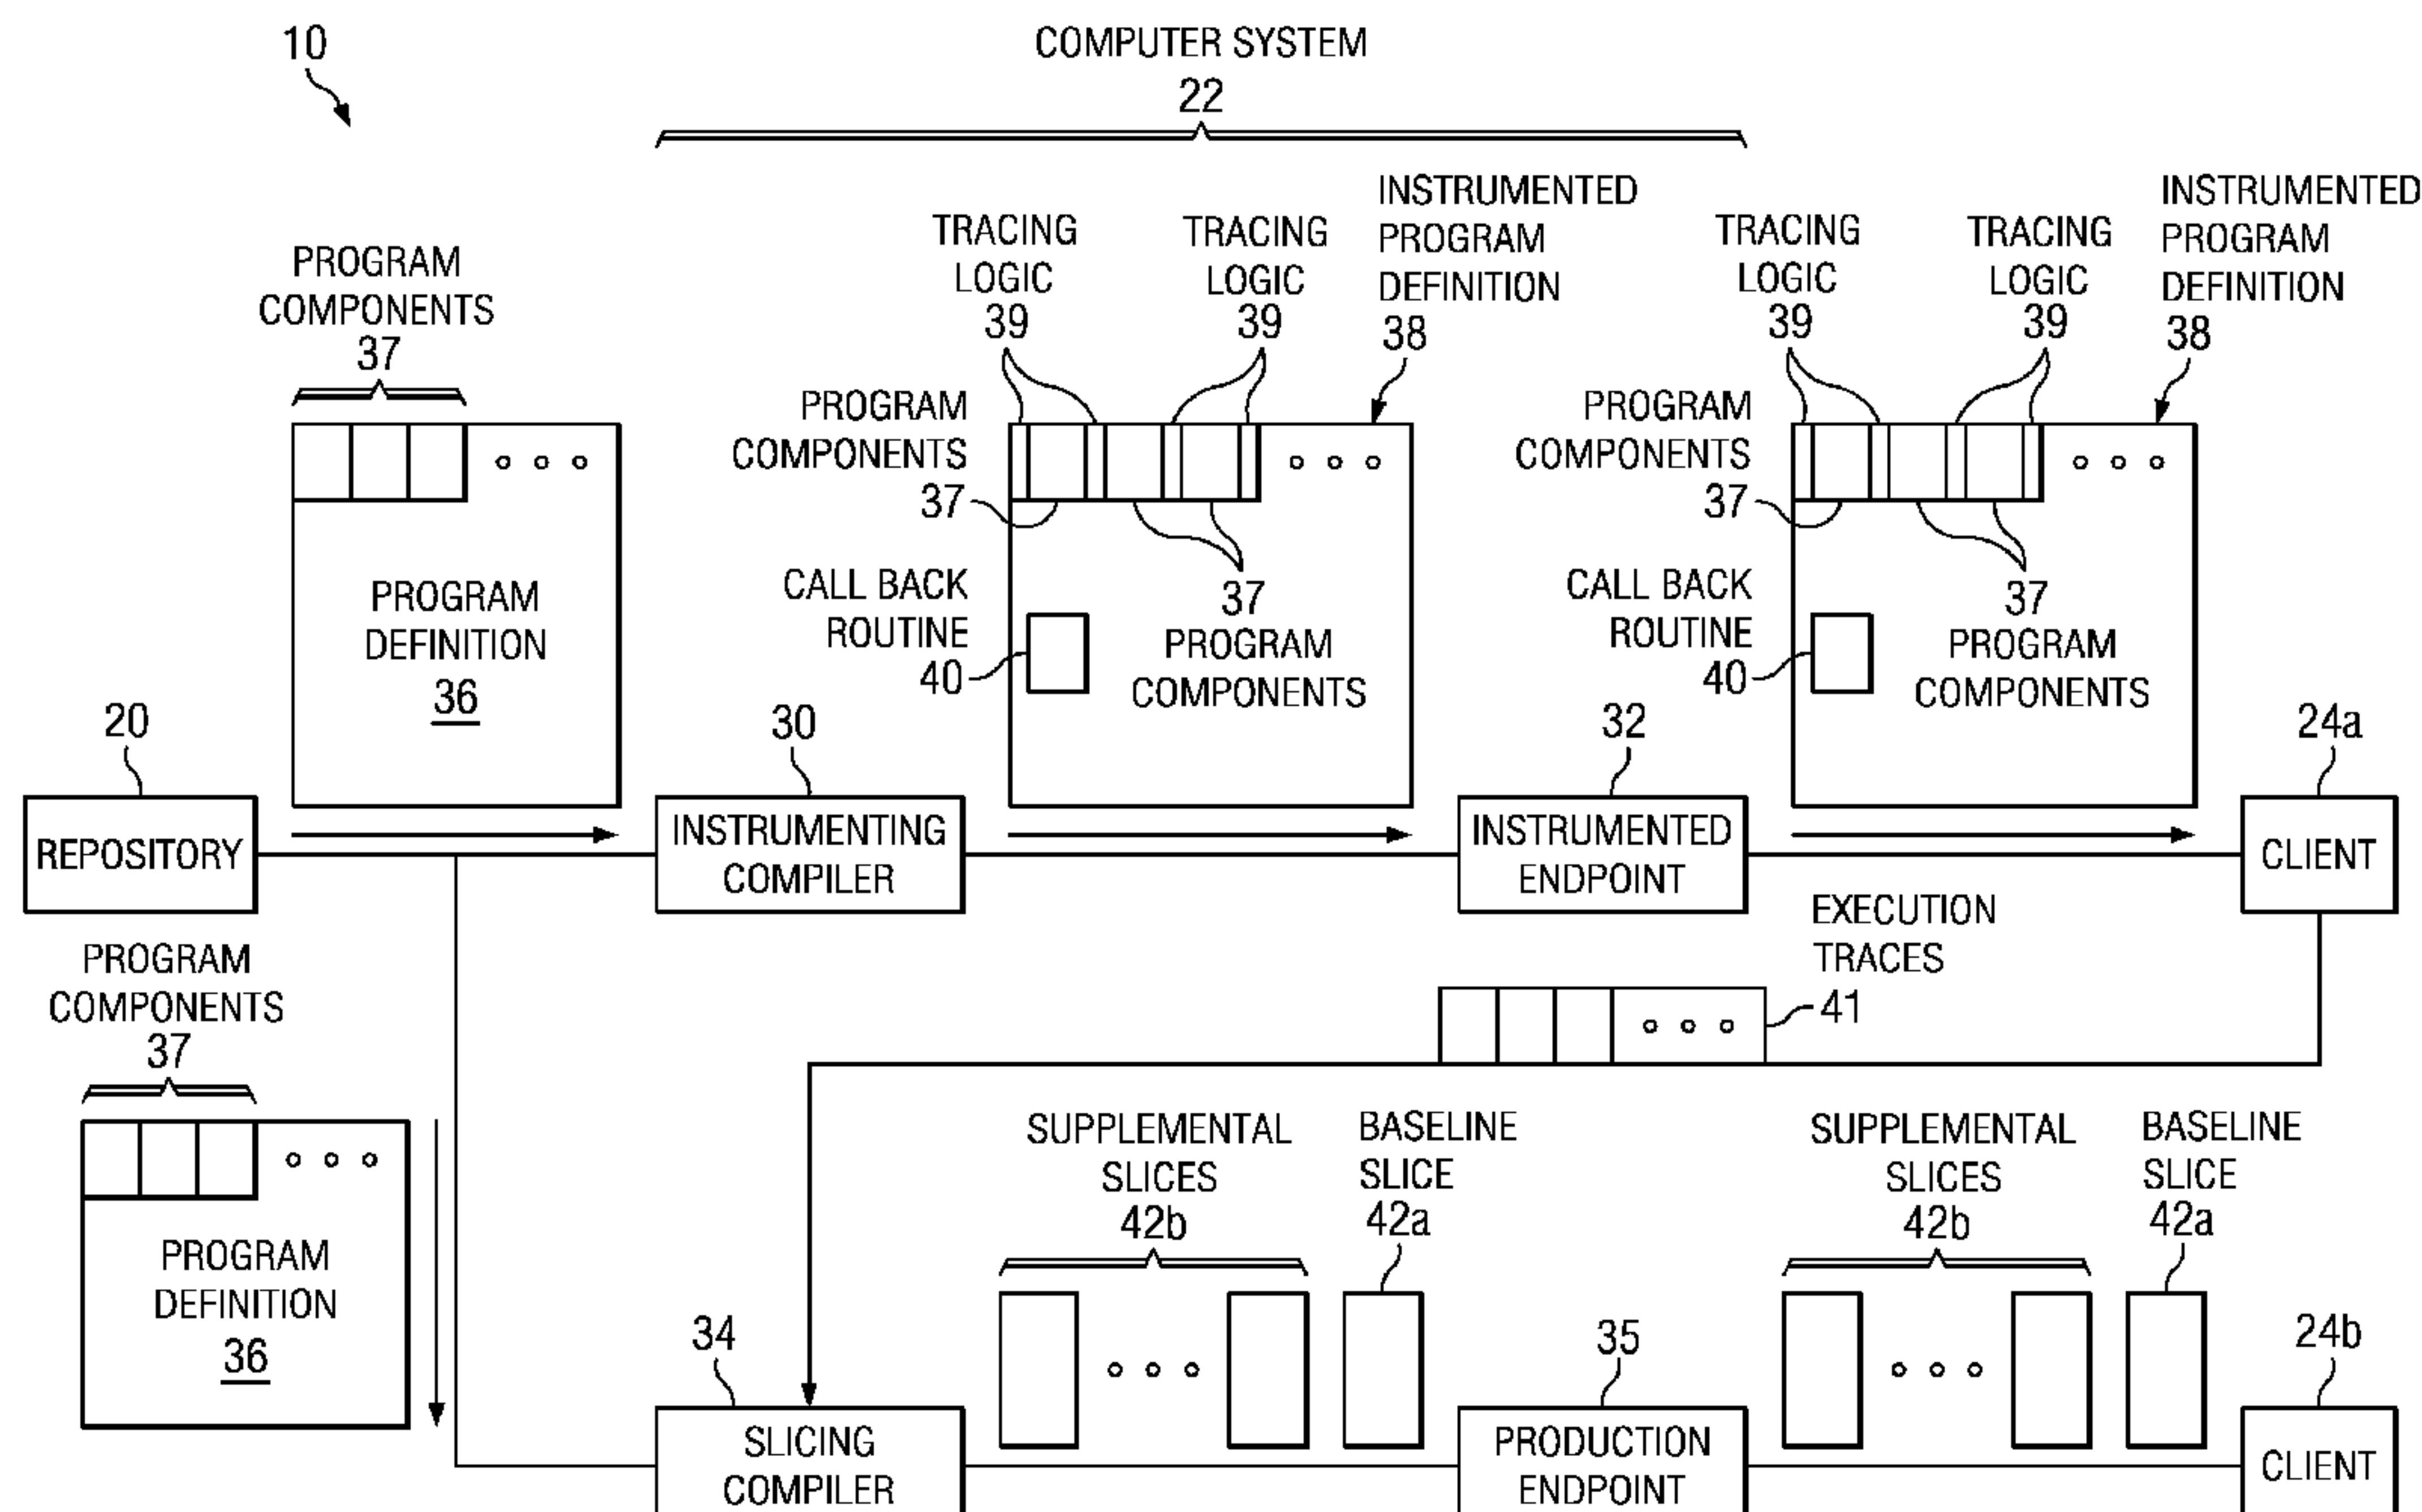 10
COMPUTER SYSTEM
22
PROGRAM
COMPONENTS
37
TRACING
LOGIC
39
TRACING
LOGIC
39
INSTRUMENTED
PROGRAM
DEFINITION
38
TRACING
LOGIC
39
TRACING
LOGIC
39
INSTRUMENTED
PROGRAM
DEFINITION
38
PROGRAM
DEFINITION
36
PROGRAM
COMPONENTS
37
37
PROGRAM
COMPONENTS
CALL BACK
ROUTINE
40
PROGRAM
COMPONENTS
37
37
PROGRAM
COMPONENTS
CALL BACK
ROUTINE
40
20
REPOSITORY
30
INSTRUMENTING
COMPILER
32
INSTRUMENTED
ENDPOINT
24a
CLIENT
EXECUTION
TRACES
41
PROGRAM
COMPONENTS
37
PROGRAM
DEFINITION
36
SUPPLEMENTAL
SLICES
42b
BASELINE
SLICE
42a
SUPPLEMENTAL
SLICES
42b
BASELINE
SLICE
42a
34
SLICING
COMPILER
35
PRODUCTION
ENDPOINT
24b
CLIENT